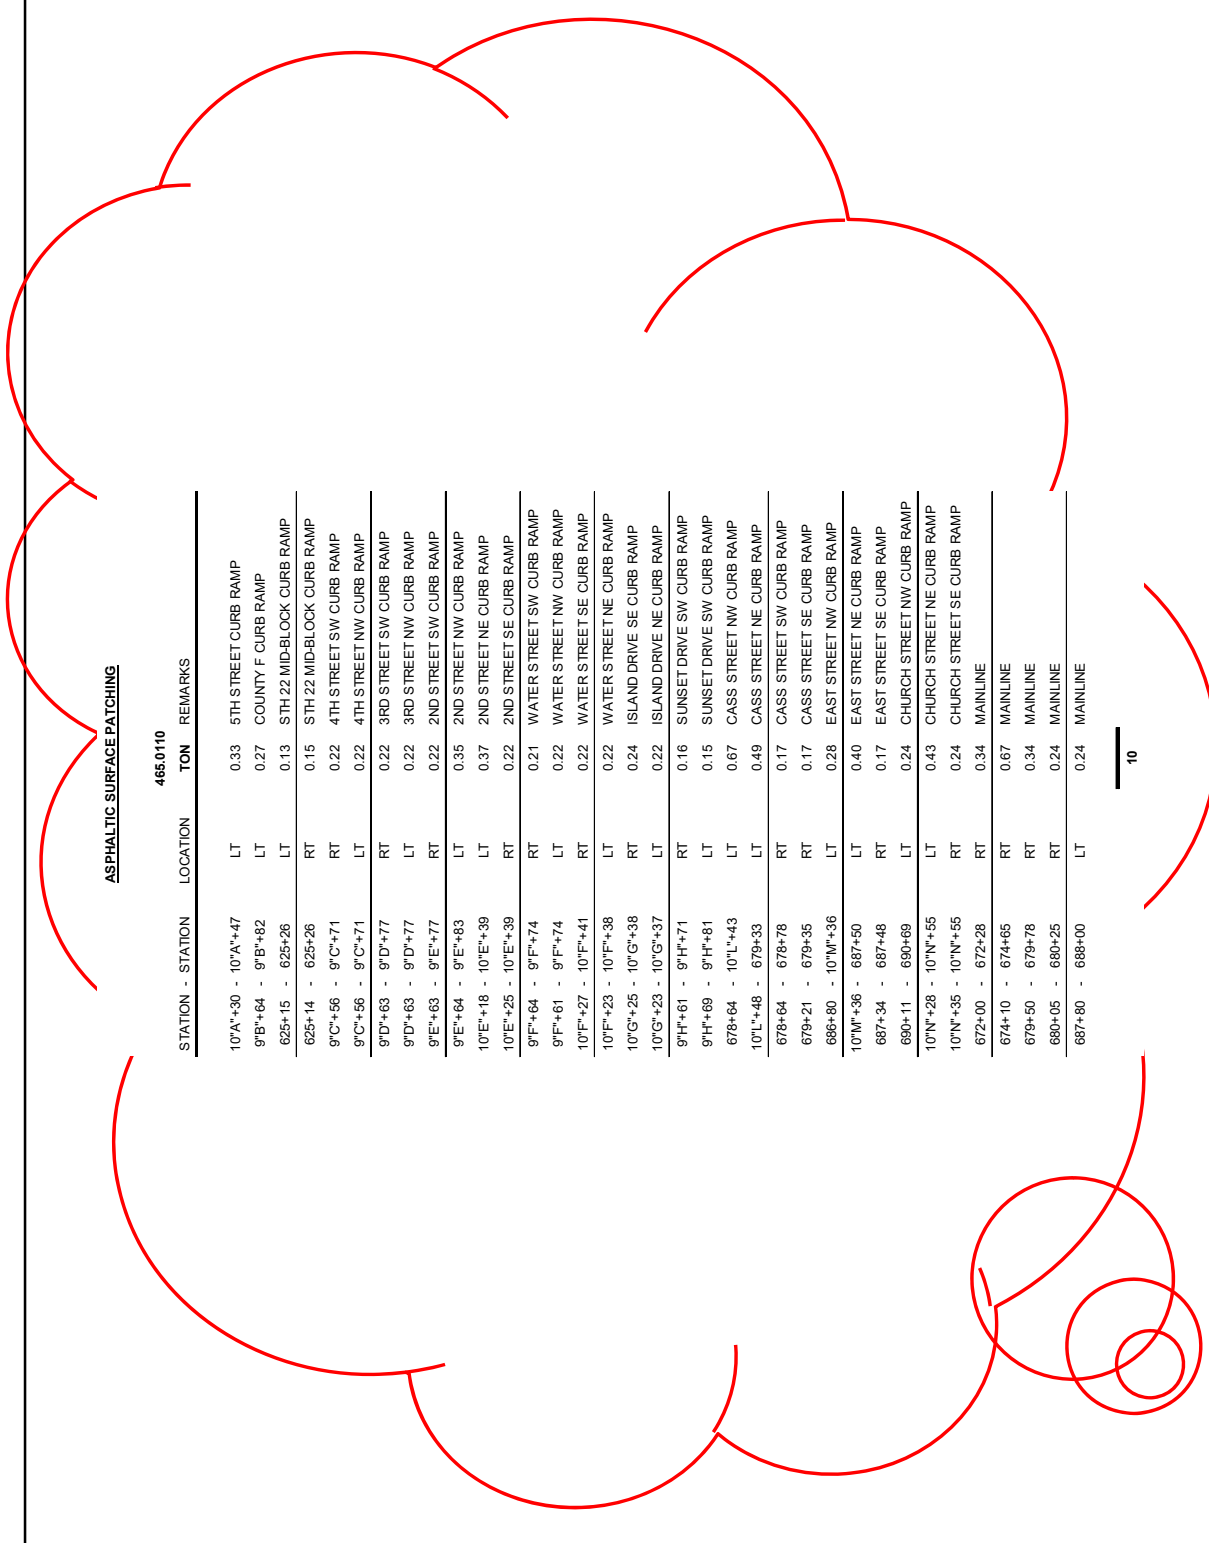 ASPHALTIC SURFACE PATCHING
465.0110
STATION - STATION LOCATION TON REMARKS
10"A"+30 - 10"A"+47 LT 0.33 5TH STREET CURB RAMP
9"B"+64 - 9"B"+82 LT 0.27 COUNTY F CURB RAMP
625+15 - 625+26 LT 0.13 STH 22 MID-BLOCK CURB RAMP
625+14 - 625+26 RT 0.15 STH 22 MID-BLOCK CURB RAMP
9"C"+56 - 9"C"+71 RT 0.22 4TH STREET SW CURB RAMP
9"C"+56 - 9"C"+71 LT 0.22 4TH STREET NW CURB RAMP
9"D"+63 - 9"D"+77 RT 0.22 3RD STREET SW CURB RAMP
9"D"+63 - 9"D"+77 LT 0.22 3RD STREET NW CURB RAMP
9"E"+63 - 9"E"+77 RT 0.22 2ND STREET SW CURB RAMP
9"E"+64 - 9"E"+83 LT 0.35 2ND STREET NW CURB RAMP
10"E"+18 - 10"E"+39 LT 0.37 2ND STREET NE CURB RAMP
10"E"+25 - 10"E"+39 RT 0.22 2ND STREET SE CURB RAMP
9"F"+64 - 9"F"+74 RT 0.21 WATER STREET SW CURB RAMP
9"F"+61 - 9"F"+74 LT 0.22 WATER STREET NW CURB RAMP
10"F"+27 - 10"F"+41 RT 0.22 WATER STREET SE CURB RAMP
10"F"+23 - 10"F"+38 LT 0.22 WATER STREET NE CURB RAMP
10"G"+25 - 10"G"+38 RT 0.24 ISLAND DRIVE SE CURB RAMP
10"G"+23 - 10"G"+37 LT 0.22 ISLAND DRIVE NE CURB RAMP
9"H"+61 - 9"H"+71 RT 0.16 SUNSET DRIVE SW CURB RAMP
9"H"+69 - 9"H"+81 LT 0.15 SUNSET DRIVE SW CURB RAMP
678+64 - 10"L"+43 LT 0.67 CASS STREET NW CURB RAMP
10"L"+48 - 679+33 LT 0.49 CASS STREET NE CURB RAMP
678+64 - 678+78 RT 0.17 CASS STREET SW CURB RAMP
679+21 - 679+35 RT 0.17 CASS STREET SE CURB RAMP
686+80 - 10"M"+36 LT 0.28 EAST STREET NW CURB RAMP
10"M"+36 - 687+50 LT 0.40 EAST STREET NE CURB RAMP
687+34 - 687+48 RT 0.17 EAST STREET SE CURB RAMP
690+11 - 690+69 LT 0.24 CHURCH STREET NW CURB RAMP
10"N"+28 - 10"N"+55 LT 0.43 CHURCH STREET NE CURB RAMP
10"N"+35 - 10"N"+55 RT 0.24 CHURCH STREET SE CURB RAMP
672+00 - 672+28 RT 0.34 MAINLINE
674+10 - 674+65 RT 0.67 MAINLINE
679+50 - 679+78 RT 0.34 MAINLINE
680+05 - 680+25 RT 0.24 MAINLINE
687+80 - 688+00 LT 0.24 MAINLINE
10